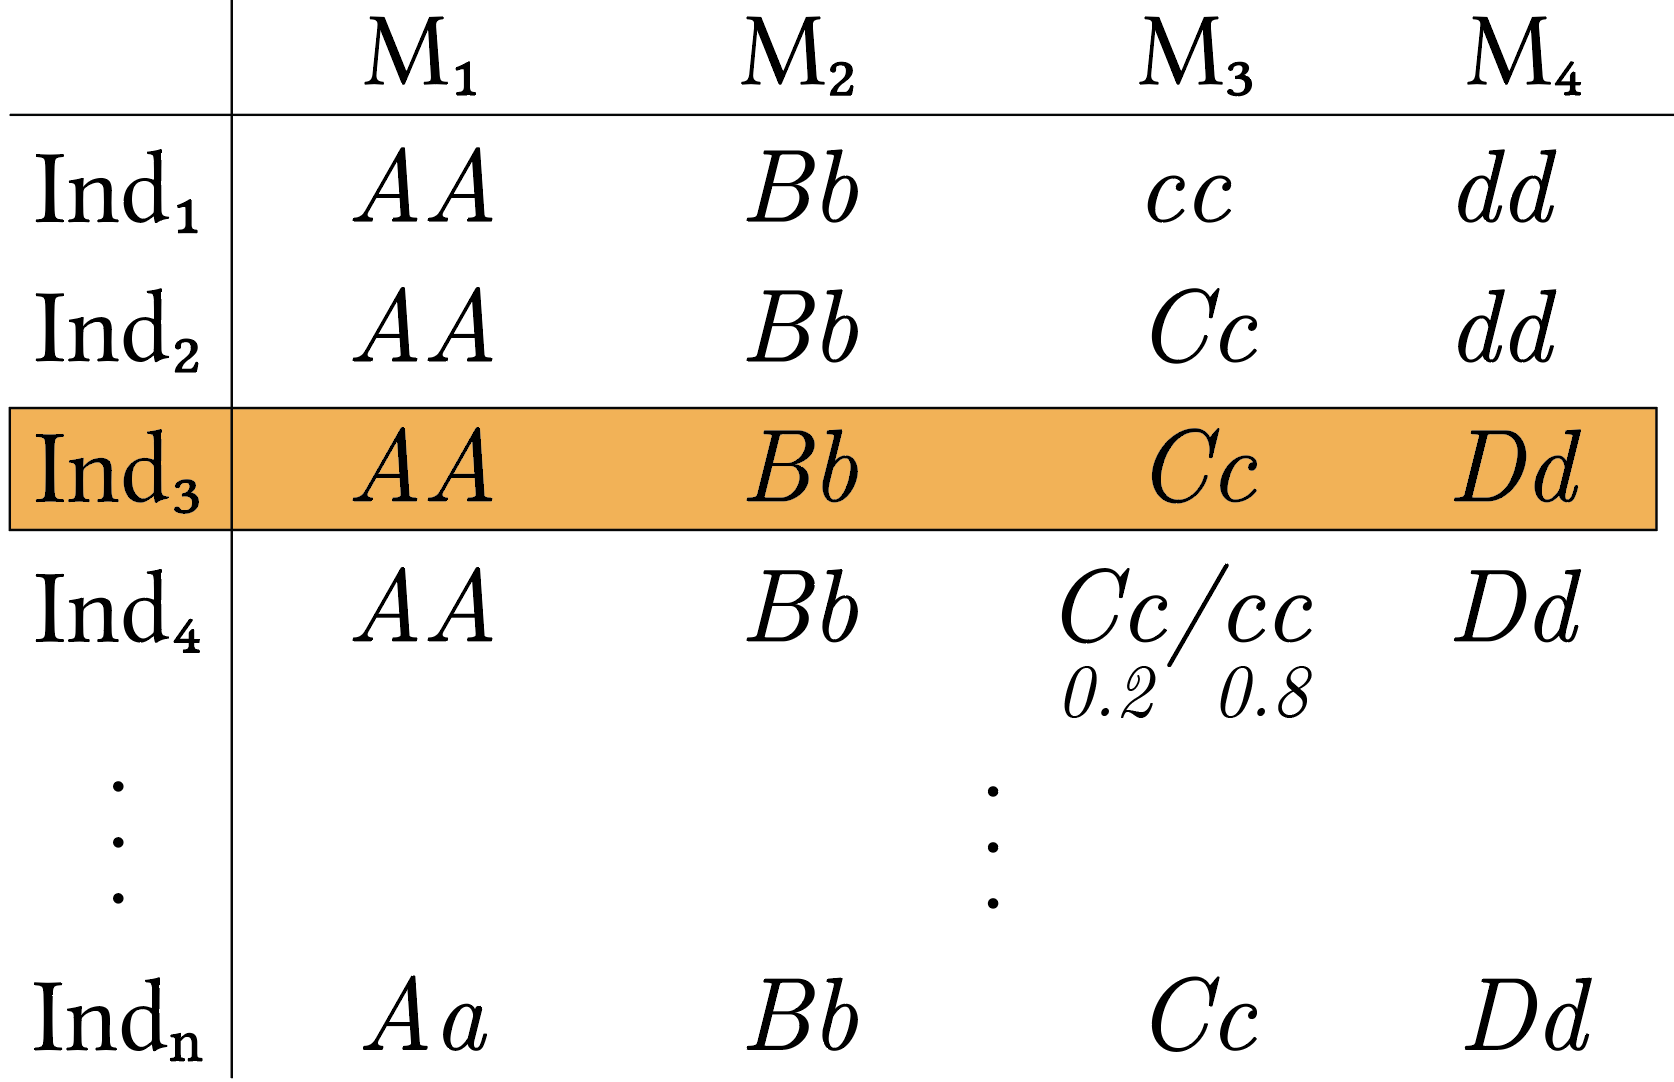 M₁ M₂ M₃ M₄
Ind₁ AA Bb cc dd
Ind₂ AA Bb Cc dd
Ind₃ AA Bb Cc Dd
Ind₄ AA Bb Cc/cc Dd
0.2 0.8
Indₙ Aa Bb Cc Dd